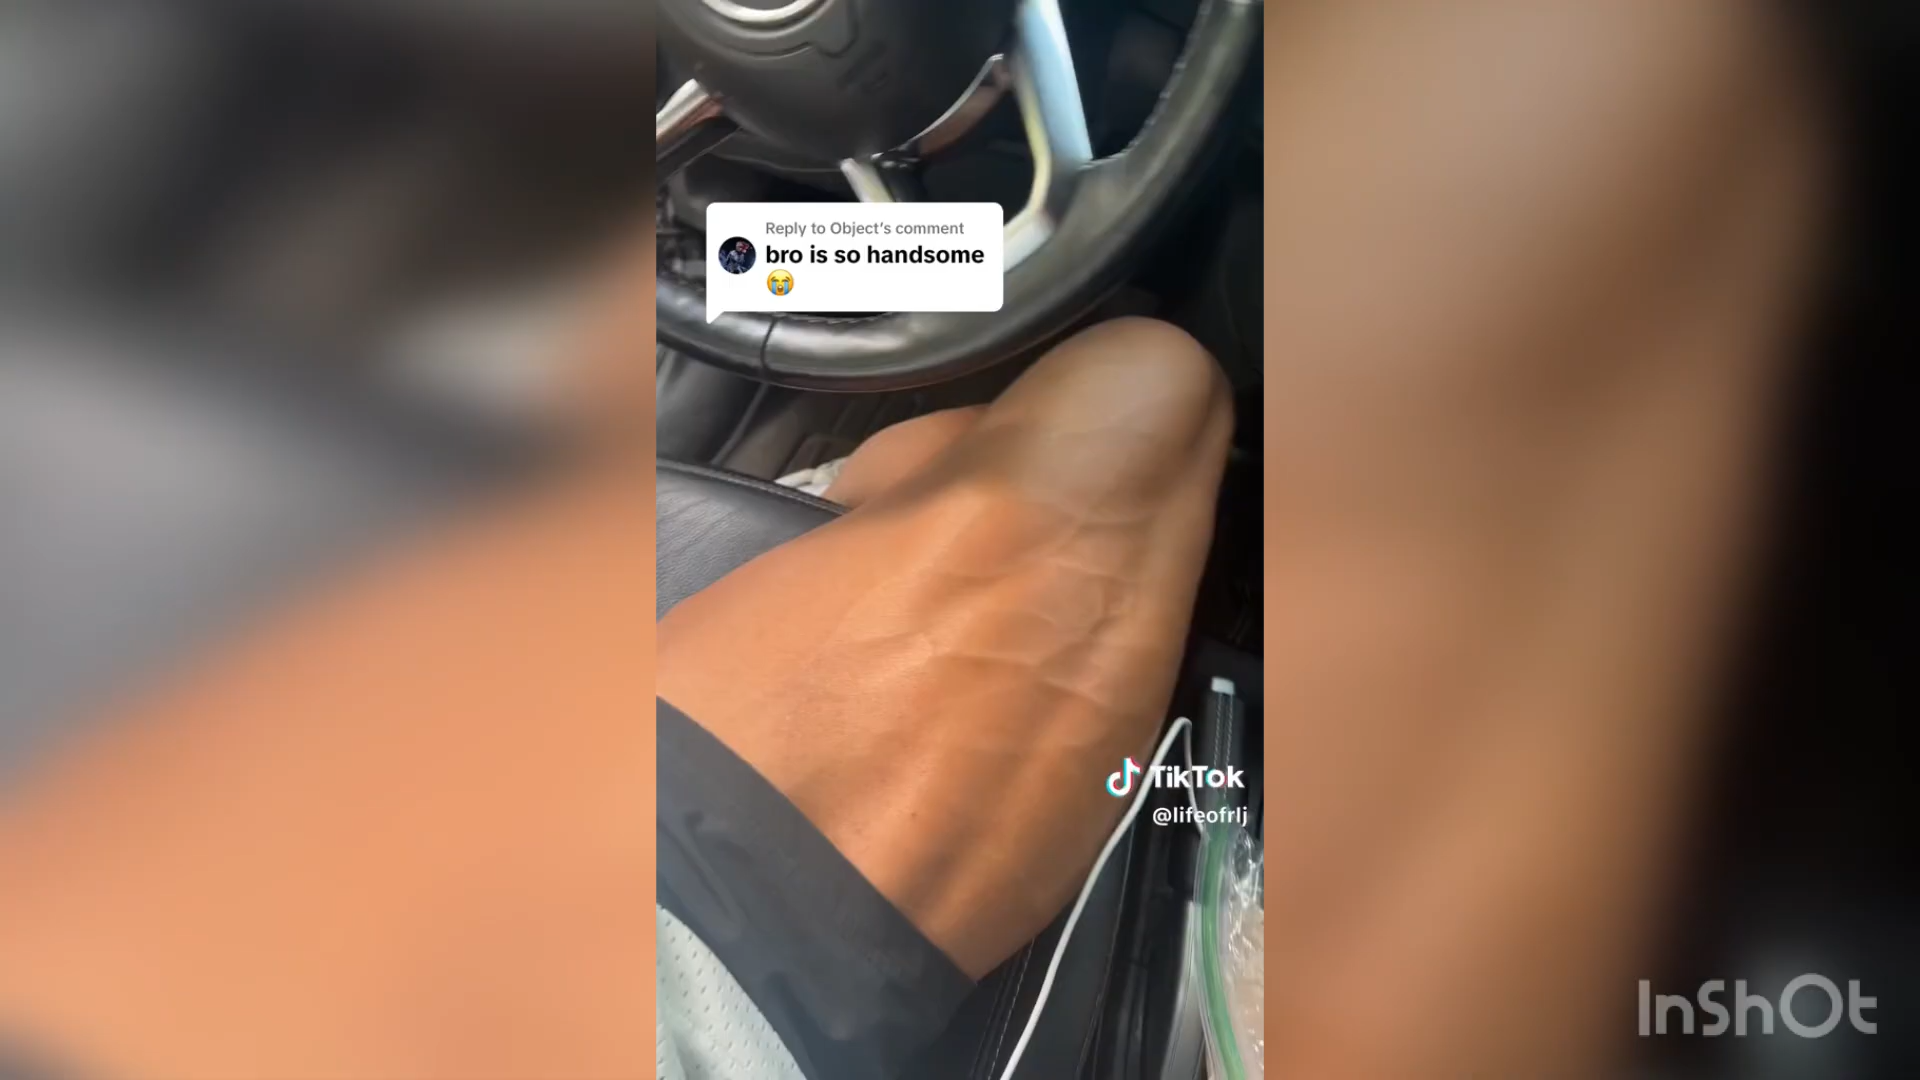 Reply to Object's comment
bro is so handsome
😭
TikTok
@lifeofrlj
InShOt